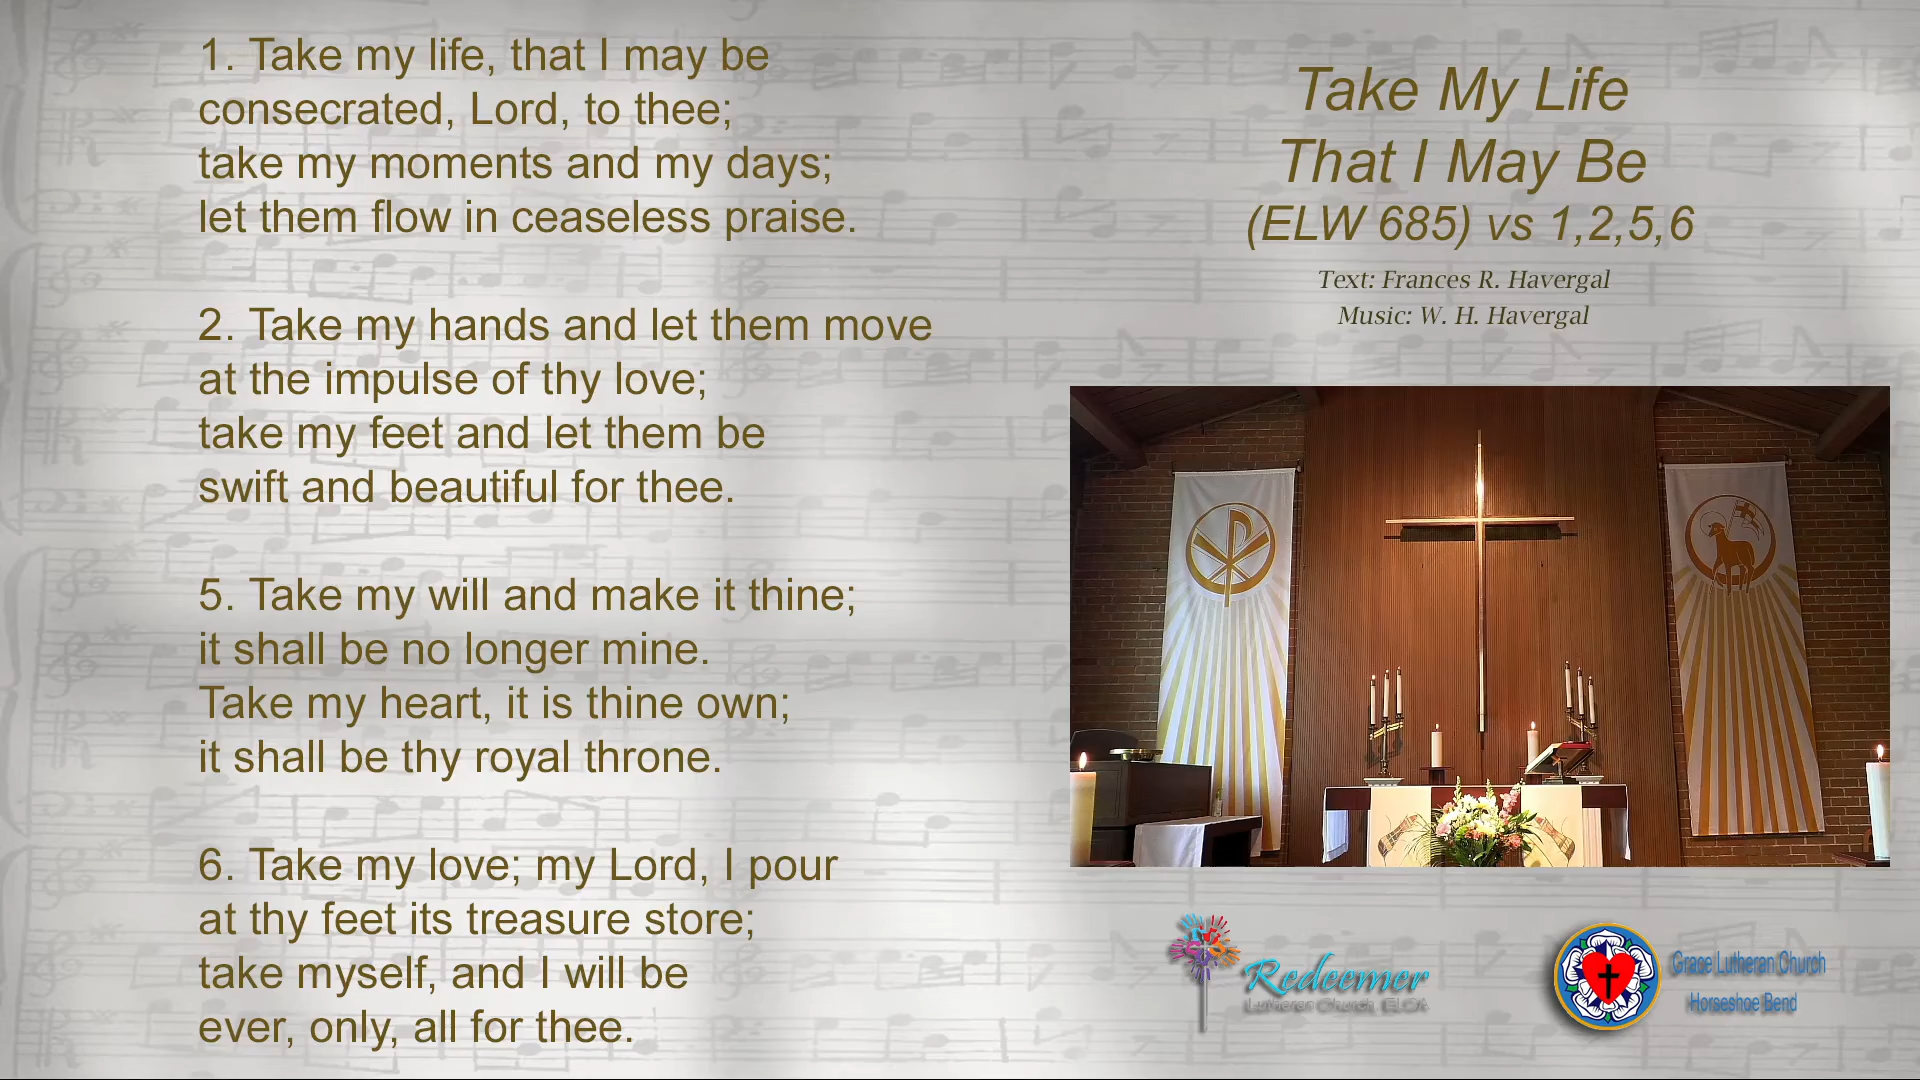 1. Take my life, that I may be
consecrated, Lord, to thee;
take my moments and my days;
let them flow in ceaseless praise.
2. Take my hands and let them move
at the impulse of thy love;
take my feet and let them be
swift and beautiful for thee.
5. Take my will and make it thine;
it shall be no longer mine.
Take my heart, it is thine own;
it shall be thy royal throne.
6. Take my love; my Lord, I pour
at thy feet its treasure store;
take myself, and I will be
ever, only, all for thee.
Take My Life
That I May Be
(ELW 685) vs 1,2,5,6
Text: Frances R. Havergal
Music: W. H. Havergal
Redeemer
Lutheran Church ELCA
Grace Lutheran Church
Horseshoe Bend